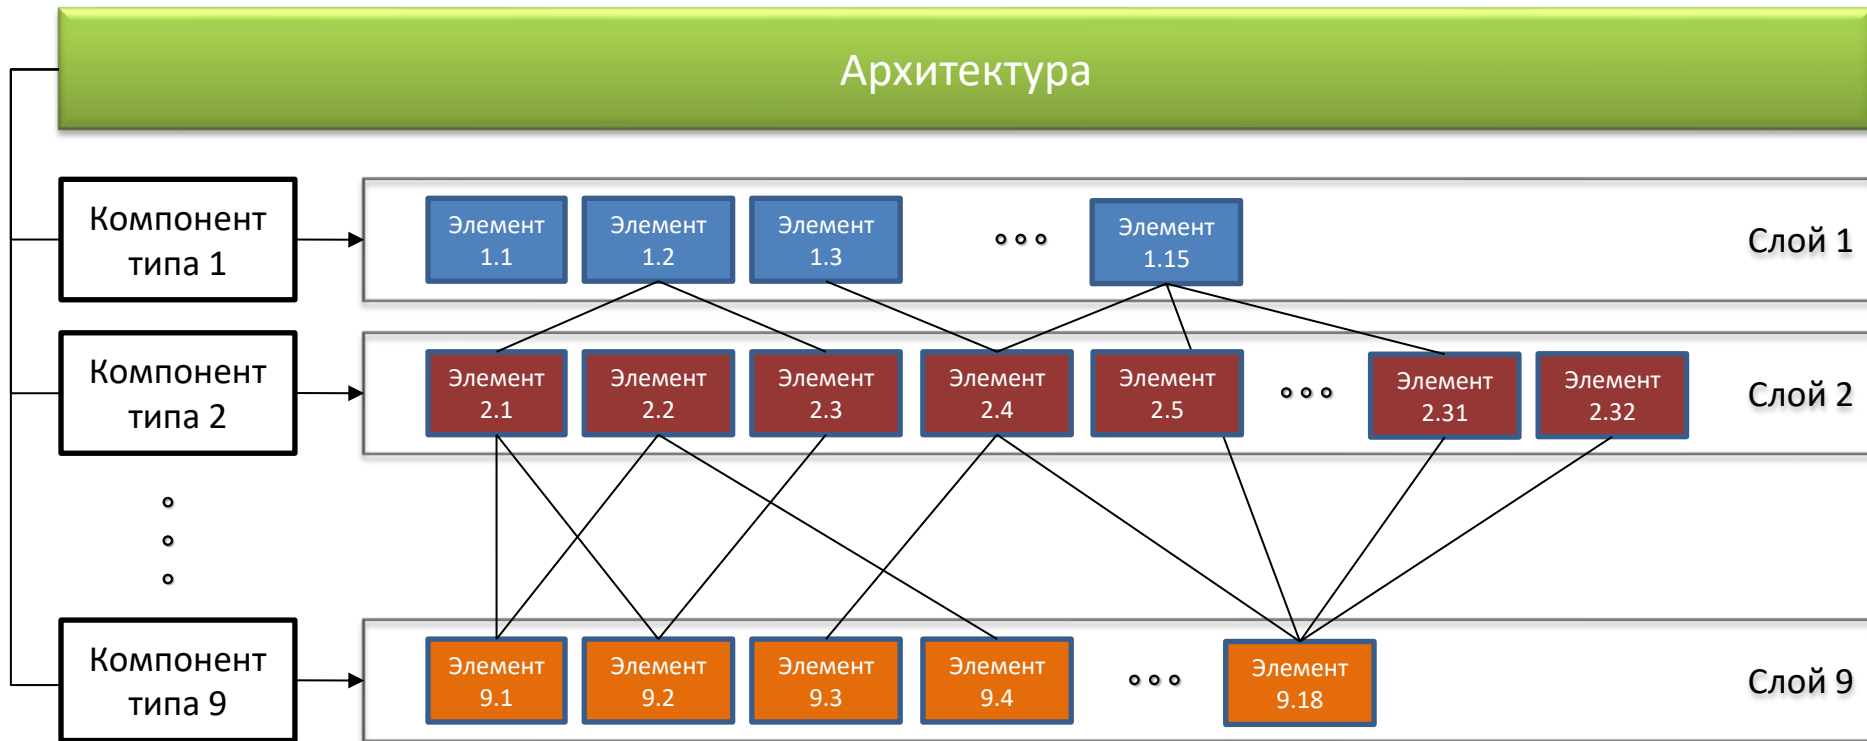 Архитектура
Компонент
типа 1
Элемент
1.1
Элемент
1.2
Элемент
1.3
Элемент
1.15
Слой 1
Компонент
типа 2
Элемент
2.1
Элемент
2.2
Элемент
2.3
Элемент
2.4
Элемент
2.5
Элемент
2.31
Элемент
2.32
Слой 2
Компонент
типа 9
Элемент
9.1
Элемент
9.2
Элемент
9.3
Элемент
9.4
Элемент
9.18
Слой 9